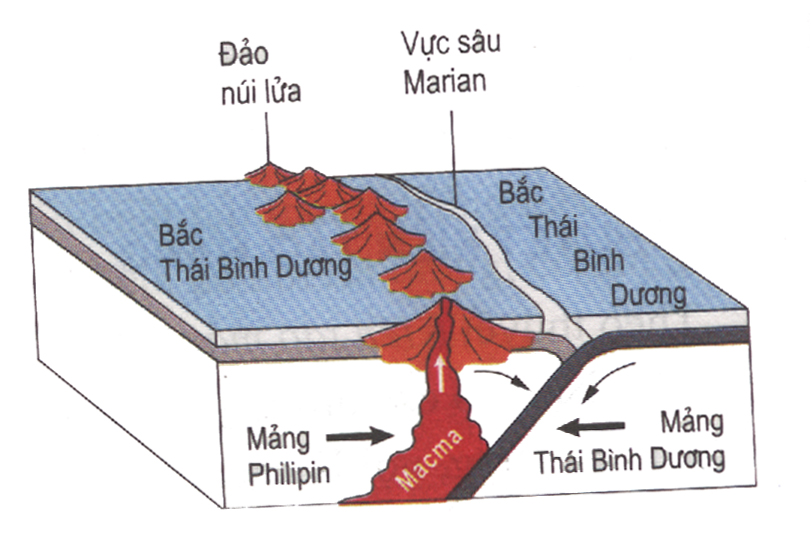 Đảo
núi lửa
Vực sâu
Marian
Bắc
Thái Bình Dương
Bắc
Thái
Bình
Dương
Mảng
Philipin
Macma
Mảng
Thái Bình Dương